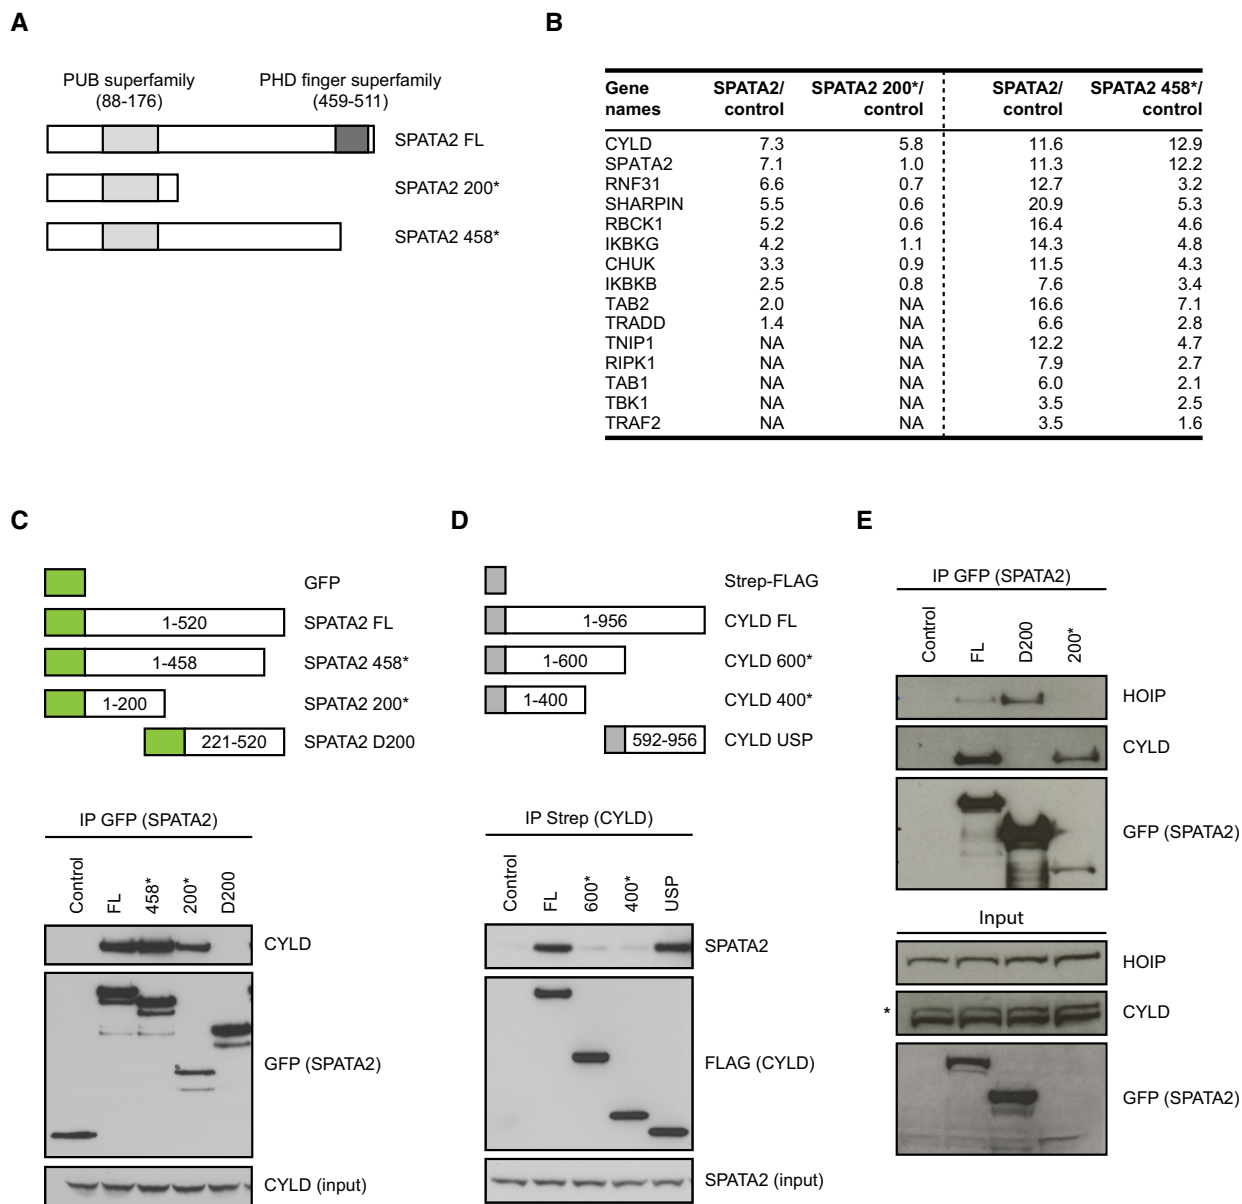 A
PUB superfamily
(88-176)
PHD finger superfamily
(459-511)
SPATA2 FL
SPATA2 200*
SPATA2 458*
B
Gene names SPATA2/ control SPATA2 200*/ control SPATA2/ control SPATA2 458*/ control
CYLD 7.3 5.8 11.6 12.9
SPATA2 7.1 1.0 11.3 12.2
RNF31 6.6 0.7 12.7 3.2
SHARPIN 5.5 0.6 20.9 5.3
RBCK1 5.2 0.6 16.4 4.6
IKBKG 4.2 1.1 14.3 4.8
CHUK 3.3 0.9 11.5 4.3
IKBKB 2.5 0.8 7.6 3.4
TAB2 2.0 NA 16.6 7.1
TRADD 1.4 NA 6.6 2.8
TNIP1 NA NA 12.2 4.7
RIPK1 NA NA 7.9 2.7
TAB1 NA NA 6.0 2.1
TBK1 NA NA 3.5 2.5
TRAF2 NA NA 3.5 1.6
C
GFP
1-520 SPATA2 FL
1-458 SPATA2 458*
1-200 SPATA2 200*
221-520 SPATA2 D200
IP GFP (SPATA2)
Control FL 458* 200* D200
CYLD
GFP (SPATA2)
CYLD (input)
D
Strep-FLAG
1-956 CYLD FL
1-600 CYLD 600*
1-400 CYLD 400*
592-956 CYLD USP
IP Strep (CYLD)
Control FL 600* 400* USP
SPATA2
FLAG (CYLD)
SPATA2 (input)
E
IP GFP (SPATA2)
Control FL D200 200*
HOIP
CYLD
GFP (SPATA2)
Input
HOIP
* CYLD
GFP (SPATA2)